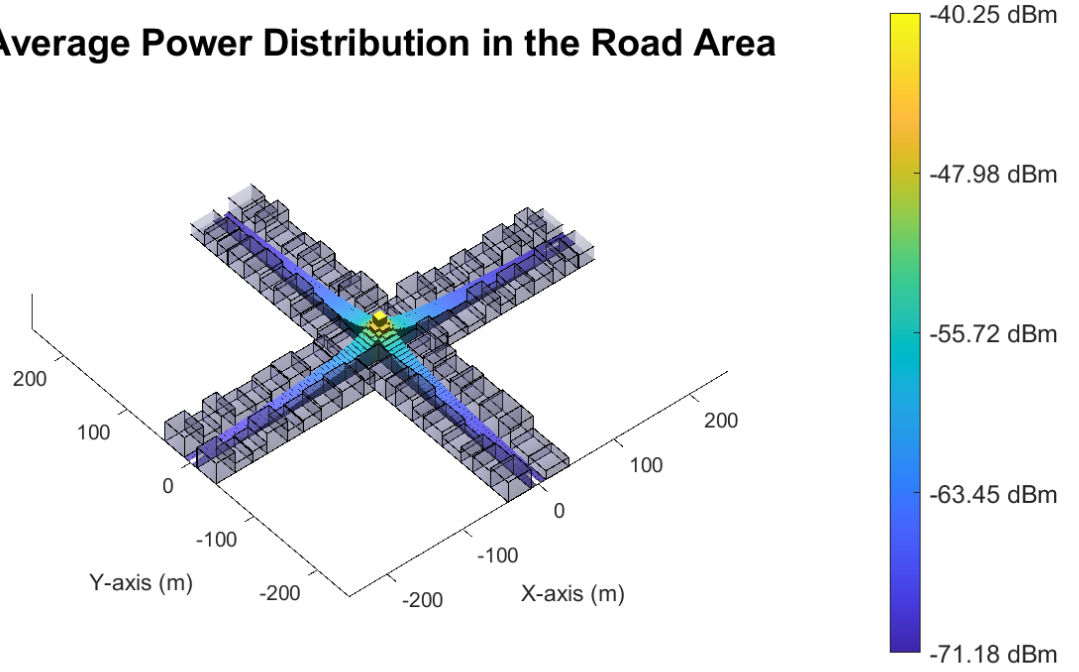 Average Power Distribution in the Road Area
-40.25 dBm
-47.98 dBm
-55.72 dBm
-63.45 dBm
-71.18 dBm
200
100
0
-100
-200
Y-axis (m)
200
100
0
-100
-200
X-axis (m)